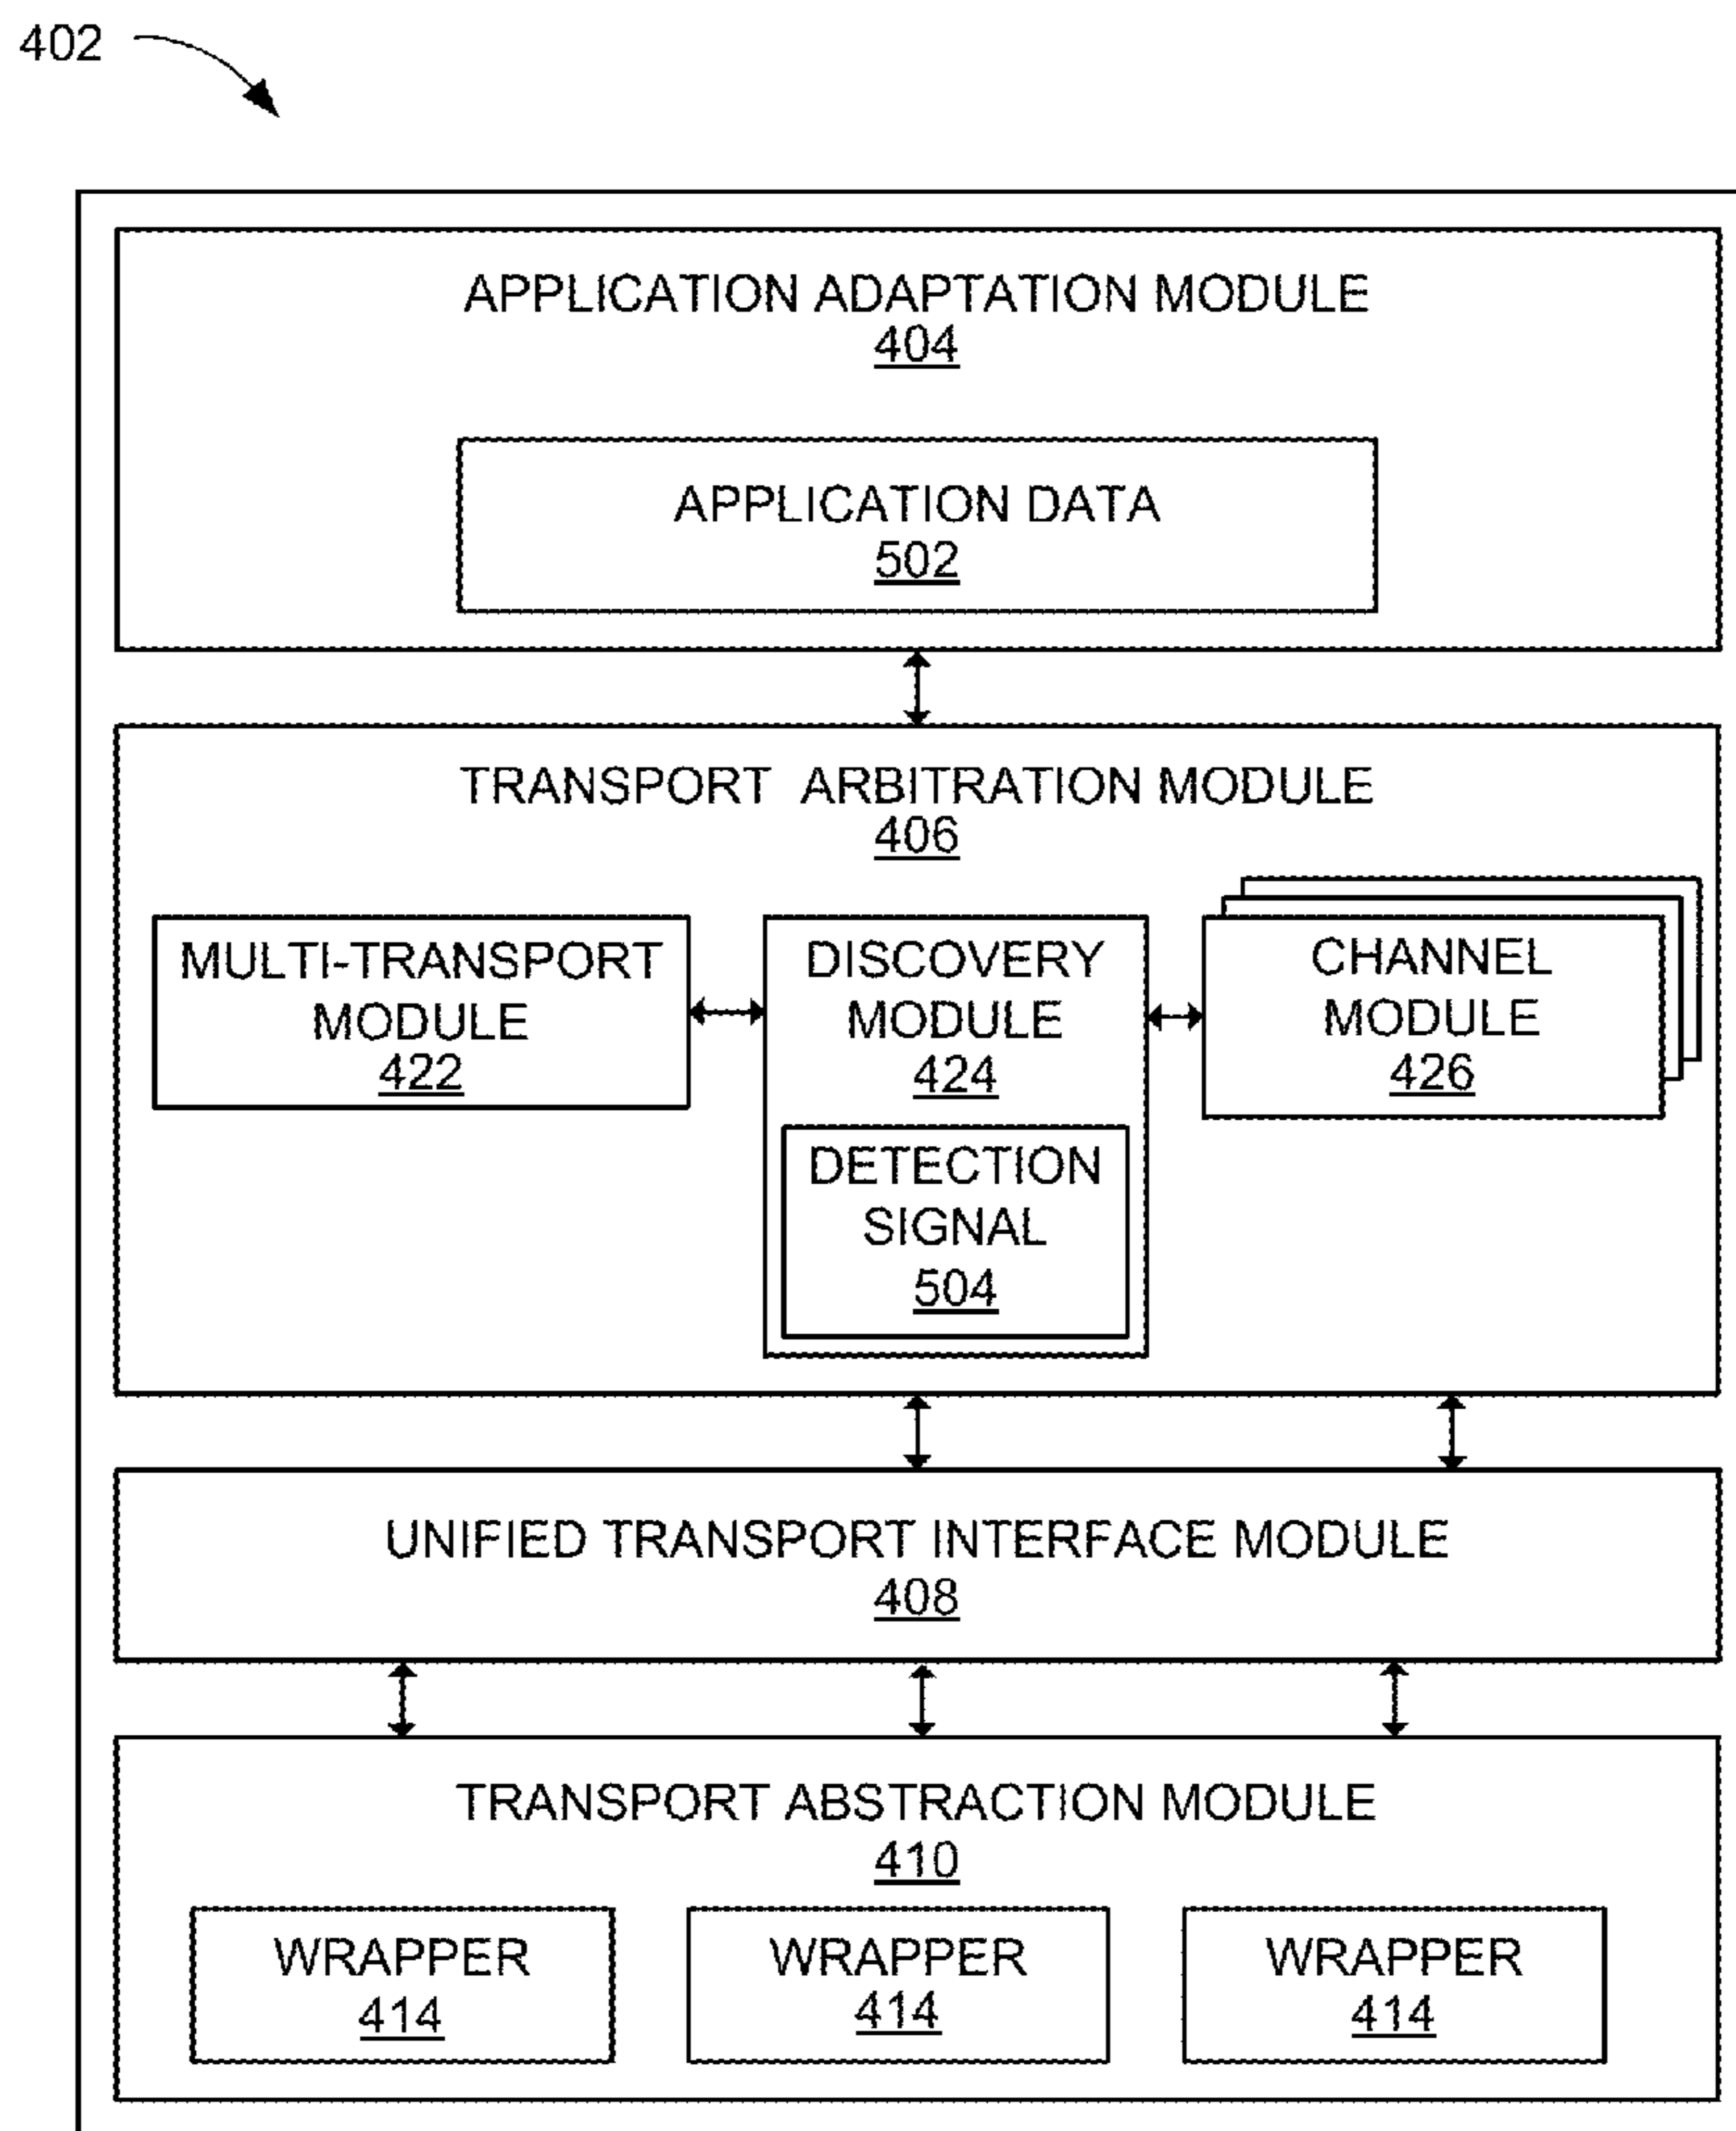 402
APPLICATION ADAPTATION MODULE
404
APPLICATION DATA
502
TRANSPORT ARBITRATION MODULE
406
MULTI-TRANSPORT
MODULE
422
DISCOVERY
MODULE
424
DETECTION
SIGNAL
504
CHANNEL
MODULE
426
UNIFIED TRANSPORT INTERFACE MODULE
408
TRANSPORT ABSTRACTION MODULE
410
WRAPPER
414
WRAPPER
414
WRAPPER
414